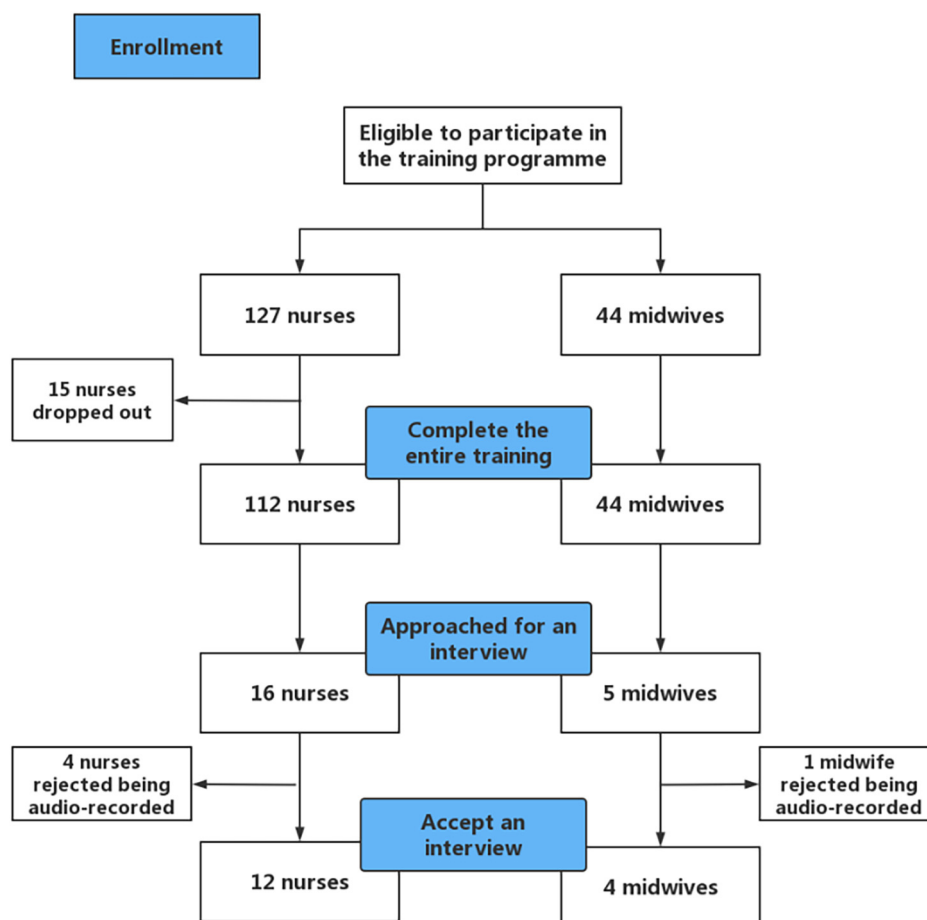 Enrollment
Eligible to participate in
the training programme
127 nurses
44 midwives
15 nurses
dropped out
Complete the
entire training
112 nurses
44 midwives
Approached for an
interview
16 nurses
5 midwives
4 nurses
rejected being
audio-recorded
1 midwife
rejected being
audio-recorded
Accept an
interview
12 nurses
4 midwives